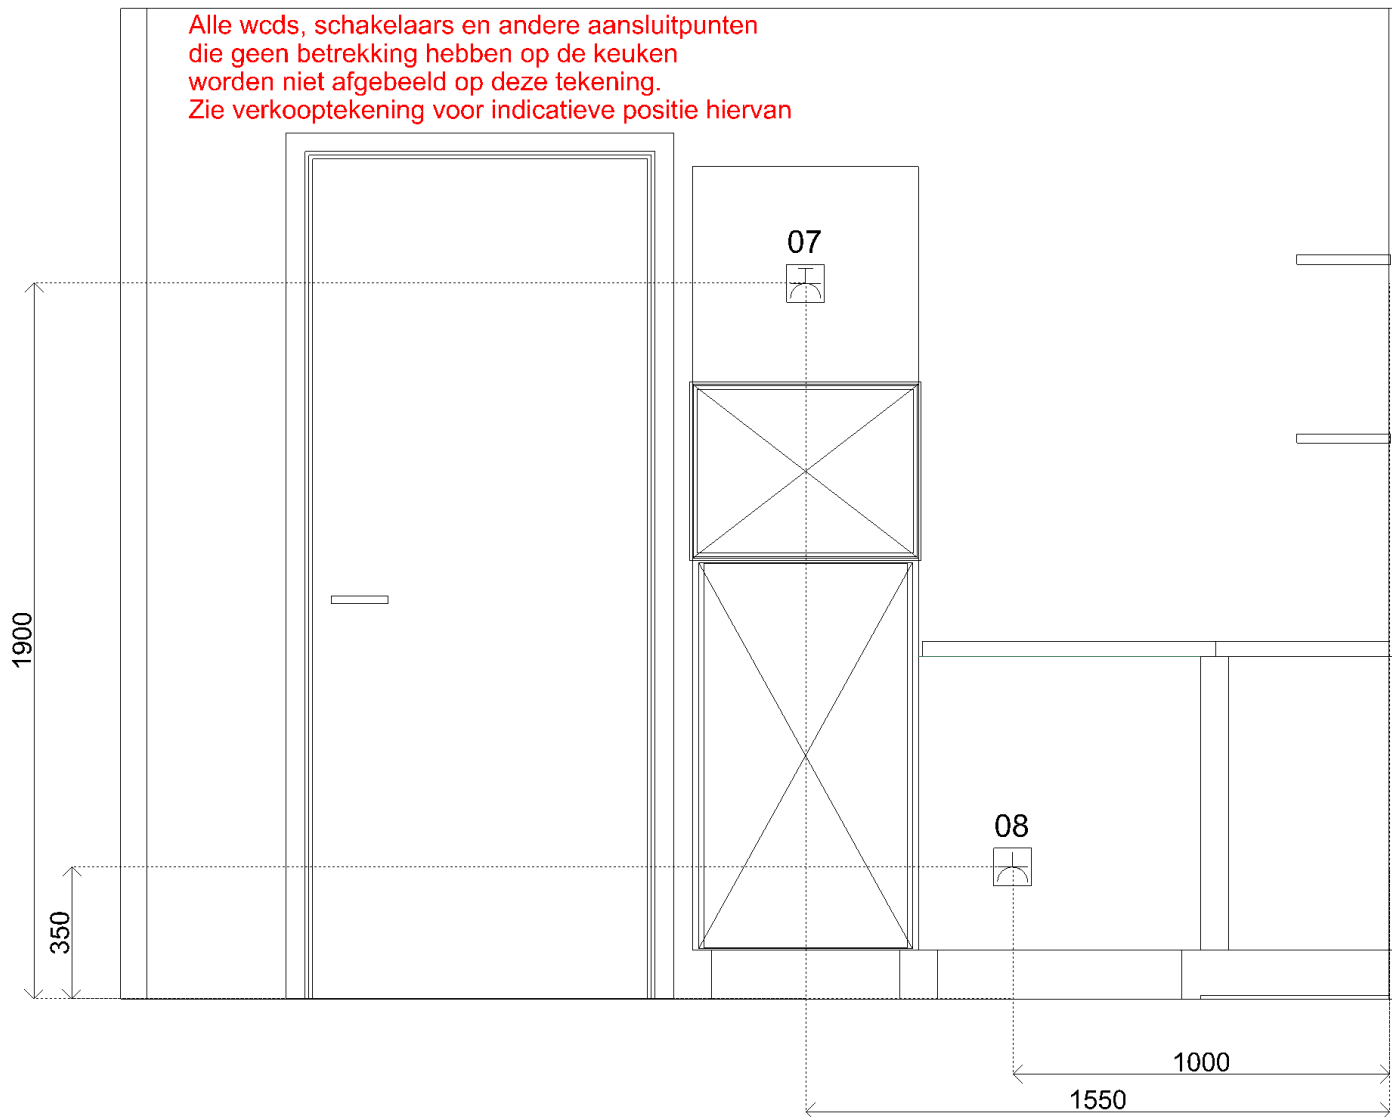 Alle wcds, schakelaars en andere aansluitpunten
die geen betrekking hebben op de keuken
worden niet afgebeeld op deze tekening.
Zie verkooptekening voor indicatieve positie hiervan
07
1900
08
350
1000
1550